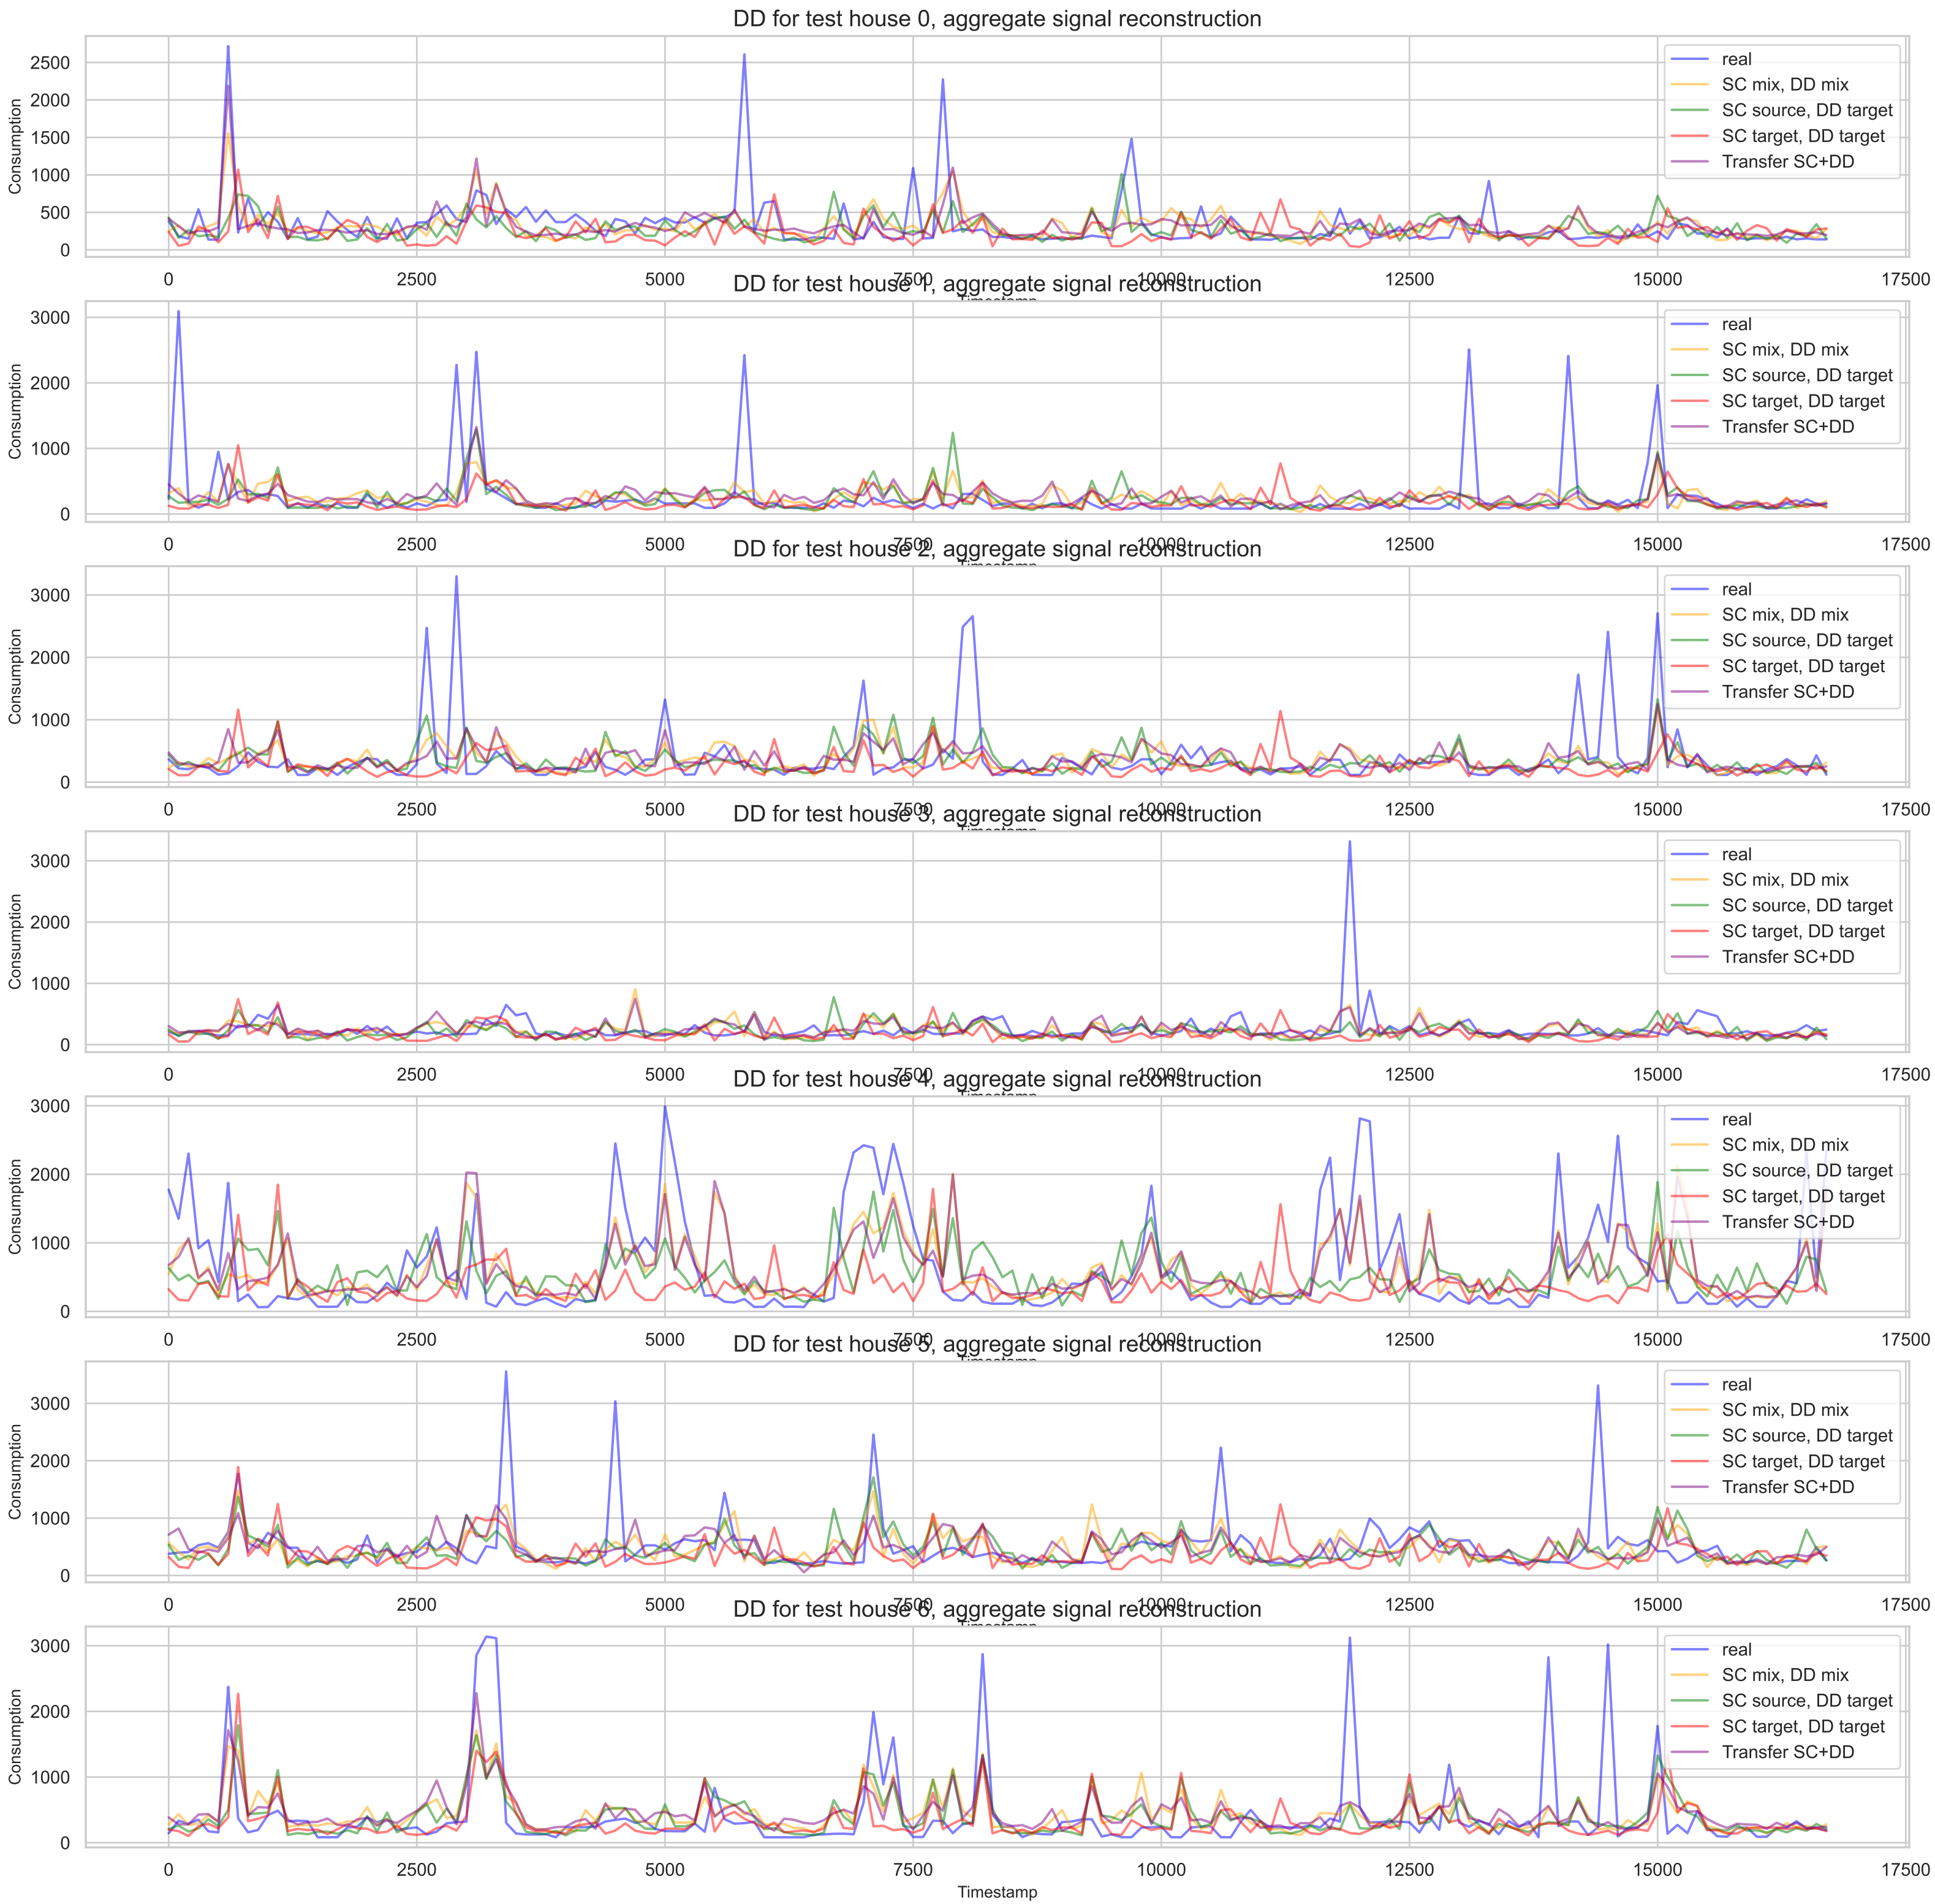 DD for test house 0, aggregate signal reconstruction
2500
2000
1500
1000
500
0
Consumption
real
SC mix, DD mix
SC source, DD target
SC target, DD target
Transfer SC+DD
0 2500 5000 7500 10000 12500 15000 17500
Timestamp
DD for test house 1, aggregate signal reconstruction
3000
2000
1000
0
Consumption
real
SC mix, DD mix
SC source, DD target
SC target, DD target
Transfer SC+DD
0 2500 5000 7500 10000 12500 15000 17500
Timestamp
DD for test house 2, aggregate signal reconstruction
3000
2000
1000
0
Consumption
real
SC mix, DD mix
SC source, DD target
SC target, DD target
Transfer SC+DD
0 2500 5000 7500 10000 12500 15000 17500
Timestamp
DD for test house 3, aggregate signal reconstruction
3000
2000
1000
0
Consumption
real
SC mix, DD mix
SC source, DD target
SC target, DD target
Transfer SC+DD
0 2500 5000 7500 10000 12500 15000 17500
Timestamp
DD for test house 4, aggregate signal reconstruction
3000
2000
1000
0
Consumption
real
SC mix, DD mix
SC source, DD target
SC target, DD target
Transfer SC+DD
0 2500 5000 7500 10000 12500 15000 17500
Timestamp
DD for test house 5, aggregate signal reconstruction
3000
2000
1000
0
Consumption
real
SC mix, DD mix
SC source, DD target
SC target, DD target
Transfer SC+DD
0 2500 5000 7500 10000 12500 15000 17500
Timestamp
DD for test house 6, aggregate signal reconstruction
3000
2000
1000
0
Consumption
real
SC mix, DD mix
SC source, DD target
SC target, DD target
Transfer SC+DD
0 2500 5000 7500 10000 12500 15000 17500
Timestamp